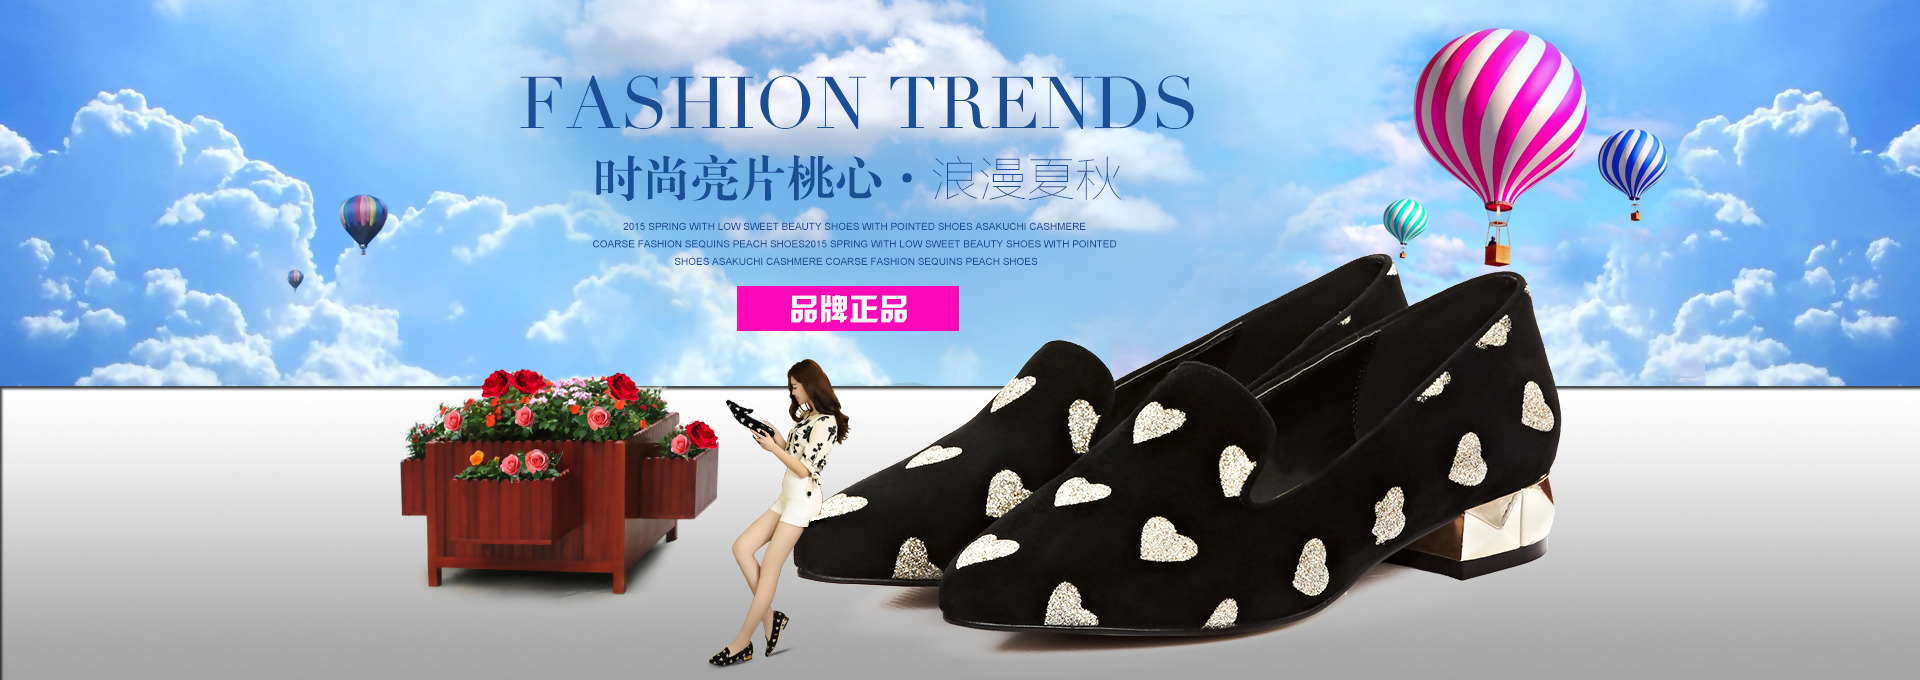 FASHION TRENDS
时尚亮片桃心·浪漫夏秋
2015 SPRING WITH LOW SWEET BEAUTY SHOES WITH POINTED SHOES ASAKUCHI CASHMERE
COARSE FASHION SEQUINS PEACH SHOES2015 SPRING WITH LOW SWEET BEAUTY SHOES WITH POINTED
SHOES ASAKUCHI CASHMERE COARSE FASHION SEQUINS PEACH SHOES
品牌正品